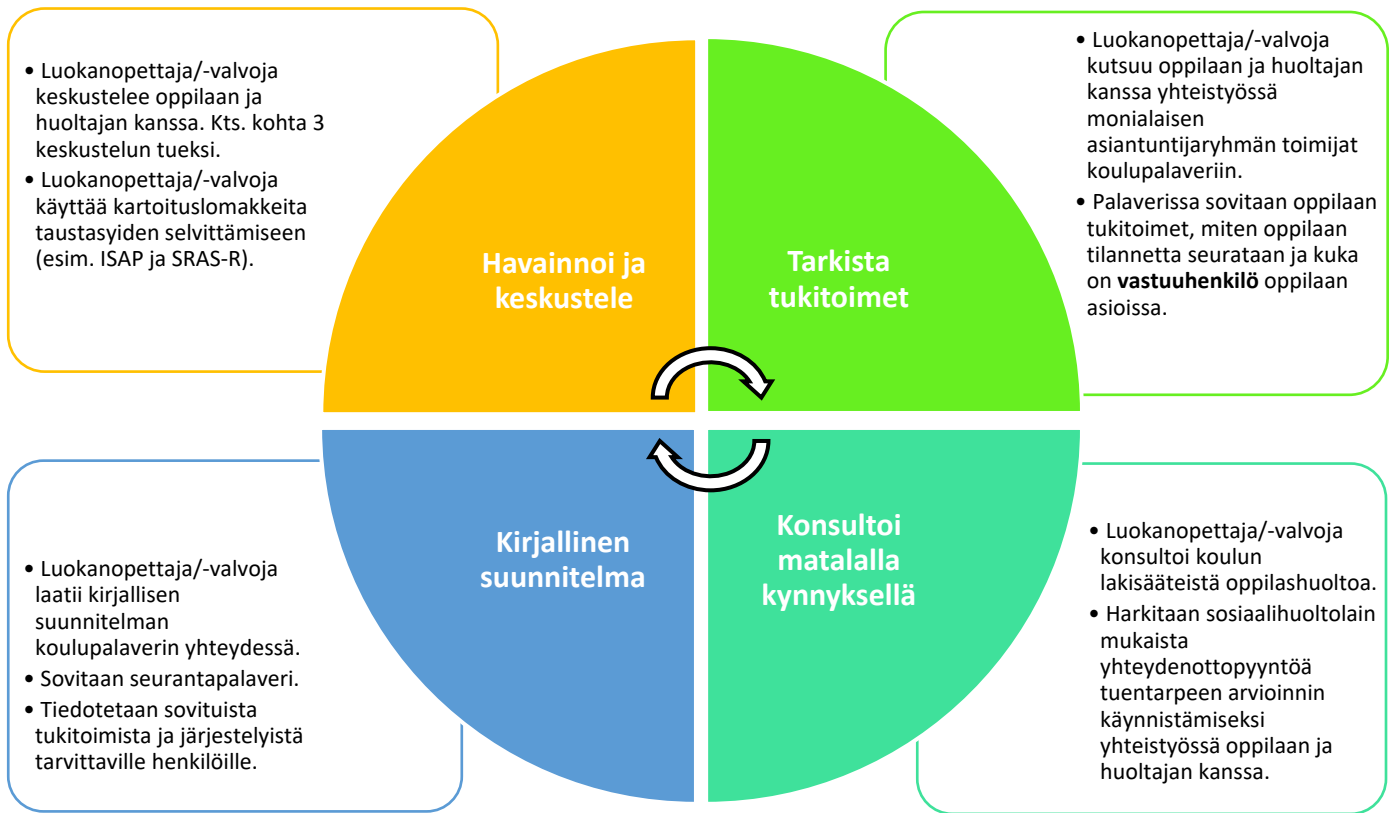 • Luokanopettaja/-valvoja
keskustelee oppilaan ja
huoltajan kanssa. Kts. kohta 3
keskustelun tueksi.
• Luokanopettaja/-valvoja
käyttää kartoituslomakkeita
taustasyiden selvittämiseen
(esim. ISAP ja SRAS-R).
Havainnoi ja
keskustele
Tarkista
tukitoimet
• Luokanopettaja/-valvoja
kutsuu oppilaan ja huoltajan
kanssa yhteistyössä
monialaisen
asiantuntijaryhmän toimijat
koulupalaveriin.
• Palaverissa sovitaan oppilaan
tukitoimet, miten oppilaan
tilannetta seurataan ja kuka
on vastuuhenkilö oppilaan
asioissa.
• Luokanopettaja/-valvoja
laatii kirjallisen
suunnitelman
koulupalaverin yhteydessä.
• Sovitaan seurantapalaveri.
• Tiedotetaan sovituista
tukitoimista ja järjestelyistä
tarvittaville henkilöille.
Kirjallinen
suunnitelma
Konsultoi
matalalla
kynnyksellä
• Luokanopettaja/-valvoja
konsultoi koulun
lakisääteistä oppilashuoltoa.
• Harkitaan sosiaalihuoltolain
mukaista
yhteydenottopyyntöä
tuentarpeen arvioinnin
käynnistämiseksi
yhteistyössä oppilaan ja
huoltajan kanssa.